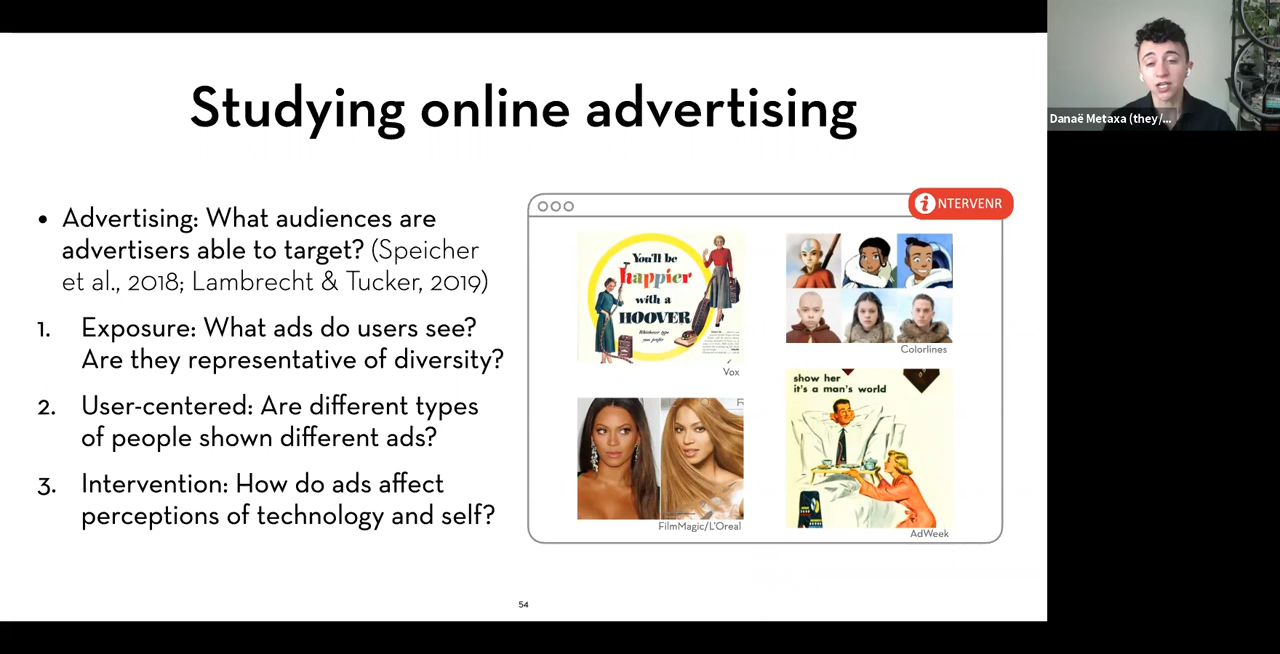 Studying online advertising
• Advertising: What audiences are
advertisers able to target? (Speicher
et al., 2018; Lambrecht & Tucker, 2019)
1. Exposure: What ads do users see?
Are they representative of diversity?
2. User-centered: Are different types
of people shown different ads?
3. Intervention: How do ads affect
perceptions of technology and self?
iNTERVENR
You'll be
happier
with a
HOOVER
Whichever type
you prefer
Vox
Colorlines
FilmMagic/L'Oreal
show her
it's a man's world
AdWeek
54
Danaë Metaxa (they/...